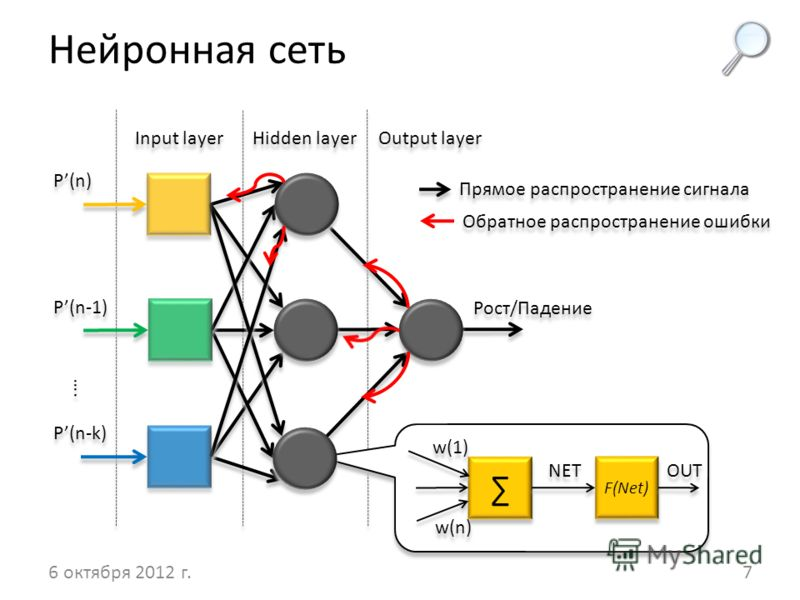 Нейронная сеть
Input layer
Hidden layer
Output layer
P’(n)
Прямое распространение сигнала
Обратное распространение ошибки
P’(n-1)
Рост/Падение
....
P’(n-k)
w(1)
∑
NET
F(Net)
OUT
w(n)
MyShared
6 октября 2012 г.
7